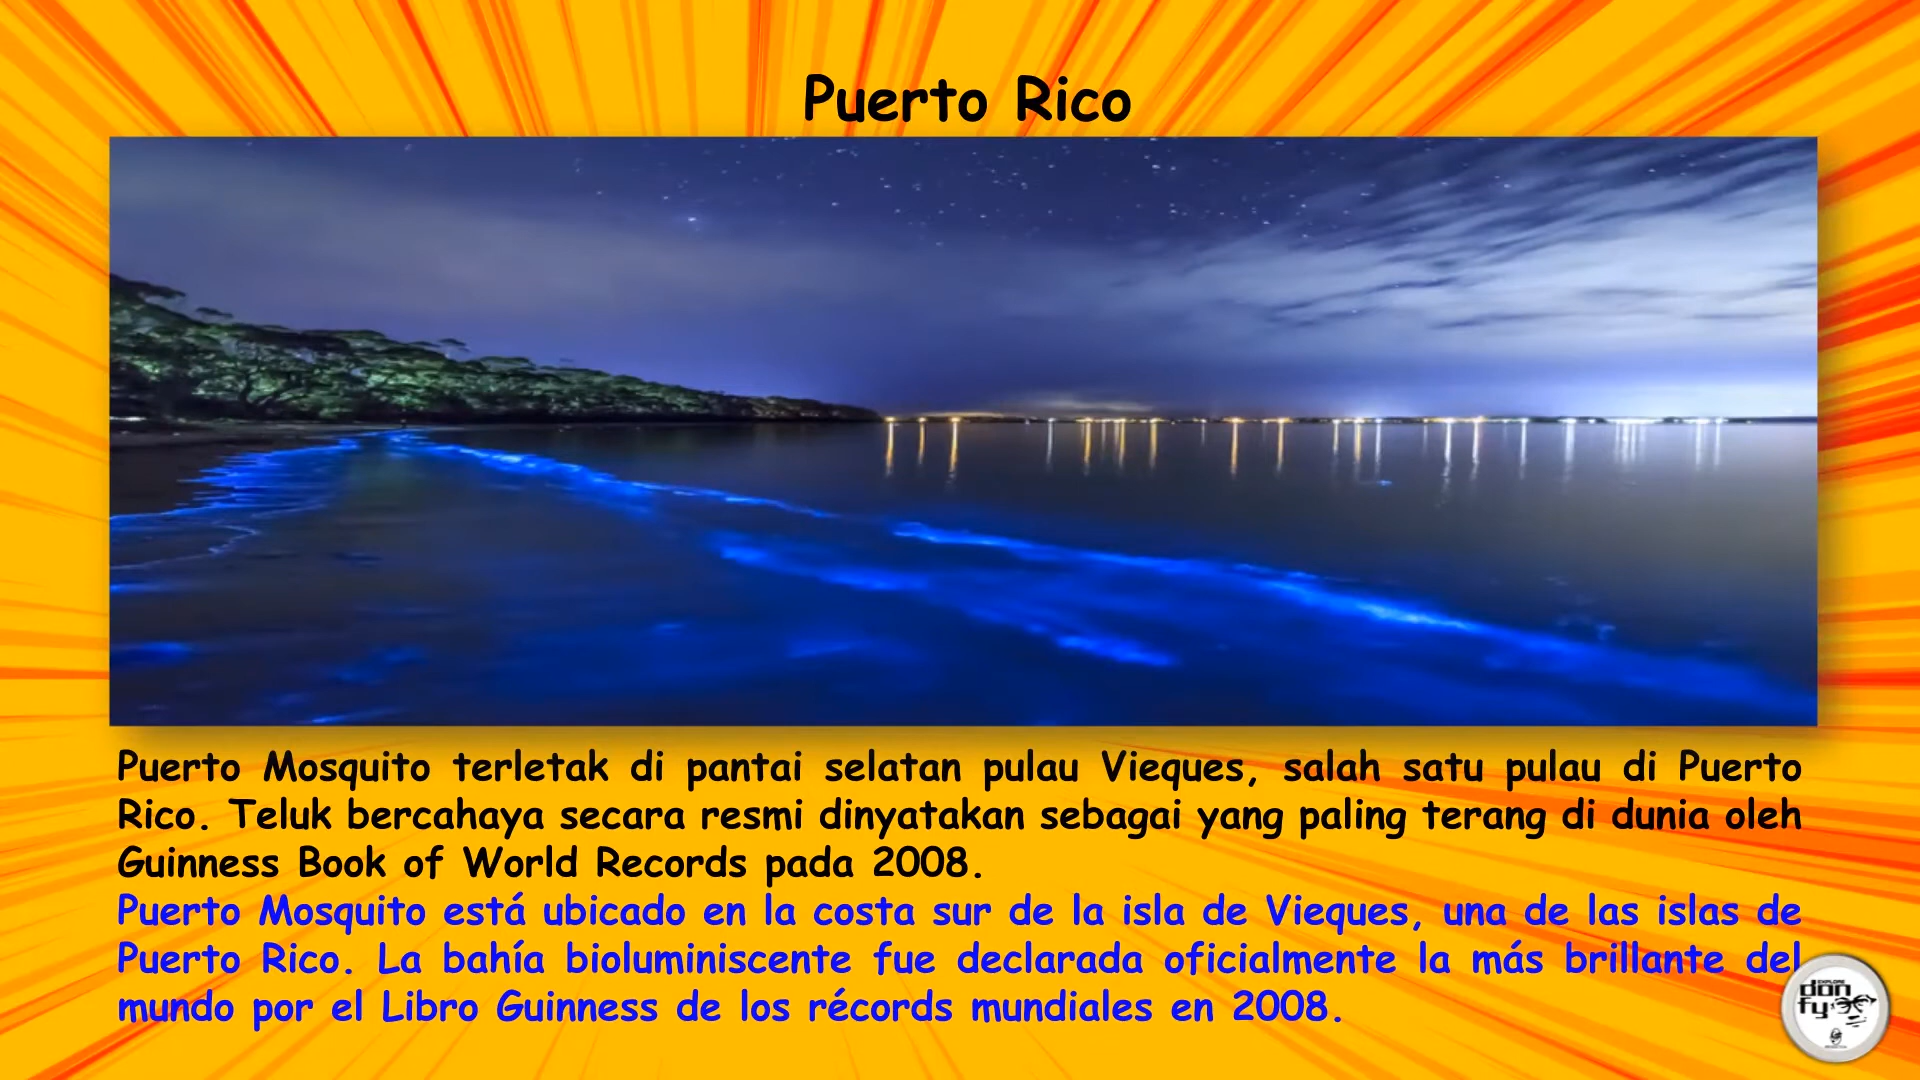 Puerto Rico
Puerto Mosquito terletak di pantai selatan pulau Vieques, salah satu pulau di Puerto
Rico. Teluk bercahaya secara resmi dinyatakan sebagai yang paling terang di dunia oleh
Guinness Book of World Records pada 2008.
Puerto Mosquito está ubicado en la costa sur de la isla de Vieques, una de las islas de
Puerto Rico. La bahía bioluminiscente fue declarada oficialmente la más brillante del
mundo por el Libro Guinness de los récords mundiales en 2008.
don
fy